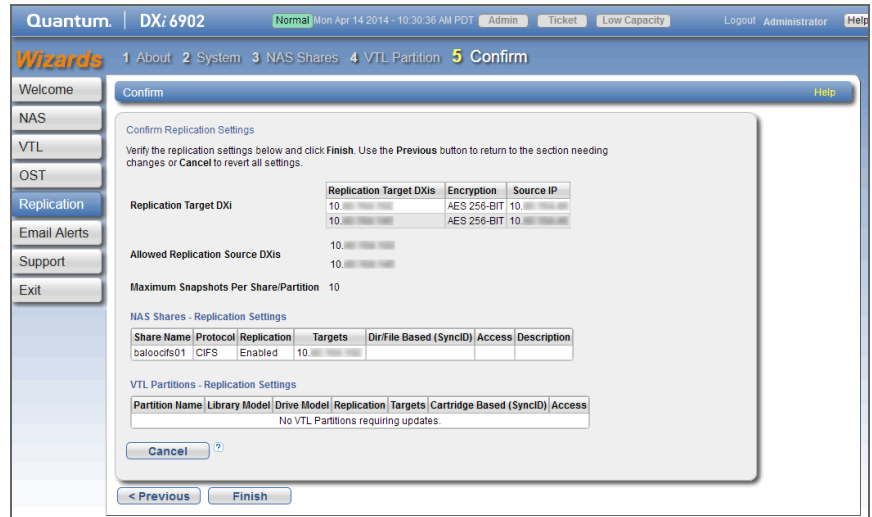 Quantum. DXi 6902 Normal Mon Apr 14 2014 - 10:30:36 AM PDT Admin Ticket Low Capacity Logout Administrator Help
Wizards 1 About 2 System 3 NAS Shares 4 VTL Partition 5 Confirm
Welcome
NAS
VTL
OST
Replication
Email Alerts
Support
Exit
Confirm Help
Confirm Replication Settings
Verify the replication settings below and click Finish. Use the Previous button to return to the section needing
changes or Cancel to revert all settings.
Replication Target DXis Encryption Source IP
Replication Target DXi
10. AES 256-BIT 10.
10. AES 256-BIT 10.
Allowed Replication Source DXis
10.
10.
Maximum Snapshots Per Share/Partition 10
NAS Shares - Replication Settings
Share Name Protocol Replication Targets Dir/File Based (SyncID) Access Description
baloocifs01 CIFS Enabled 10.
VTL Partitions - Replication Settings
Partition Name Library Model Drive Model Replication Targets Cartridge Based (SyncID) Access
No VTL Partitions requiring updates.
Cancel ?
< Previous Finish